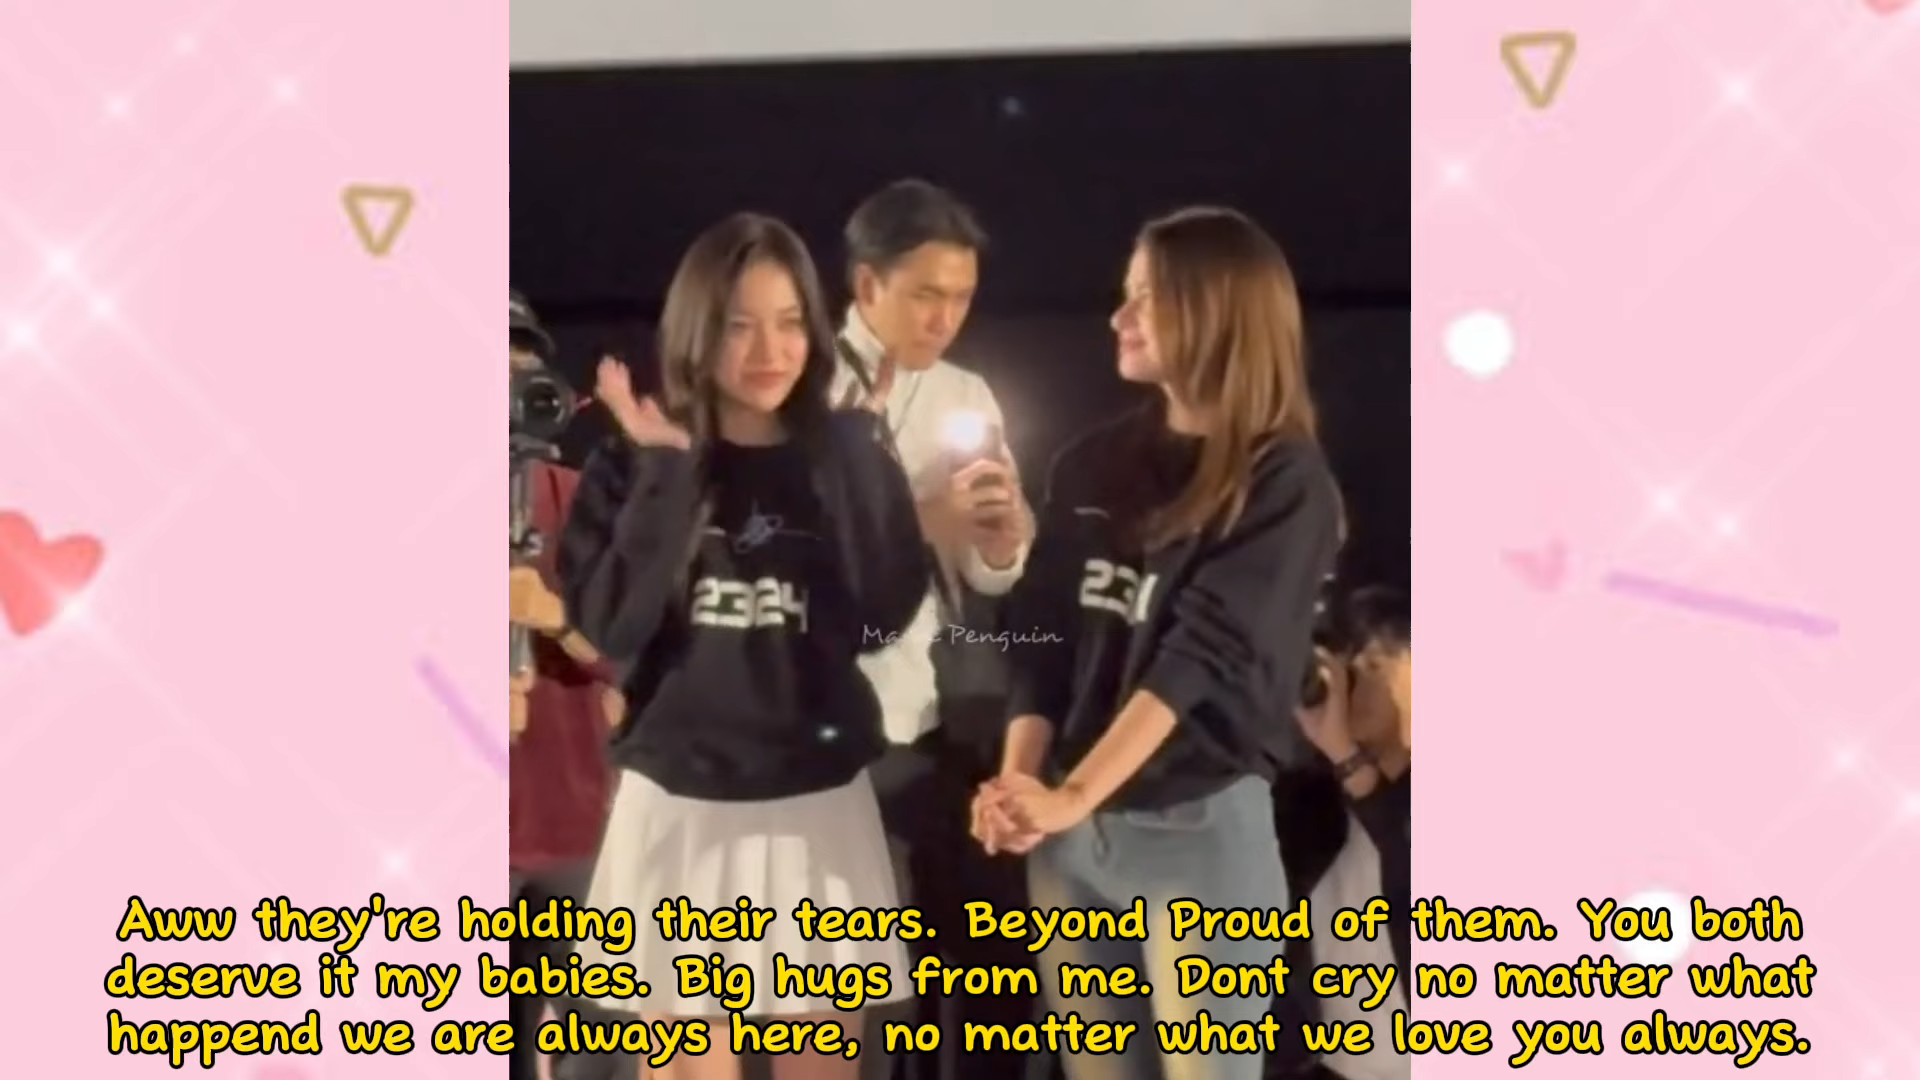 2324
23
Penguin
Aww they're holding their tears. Beyond Proud of them. You both
deserve it my babies. Big hugs from me. Dont cry no matter what
happend we are always here, no matter what we love you always.